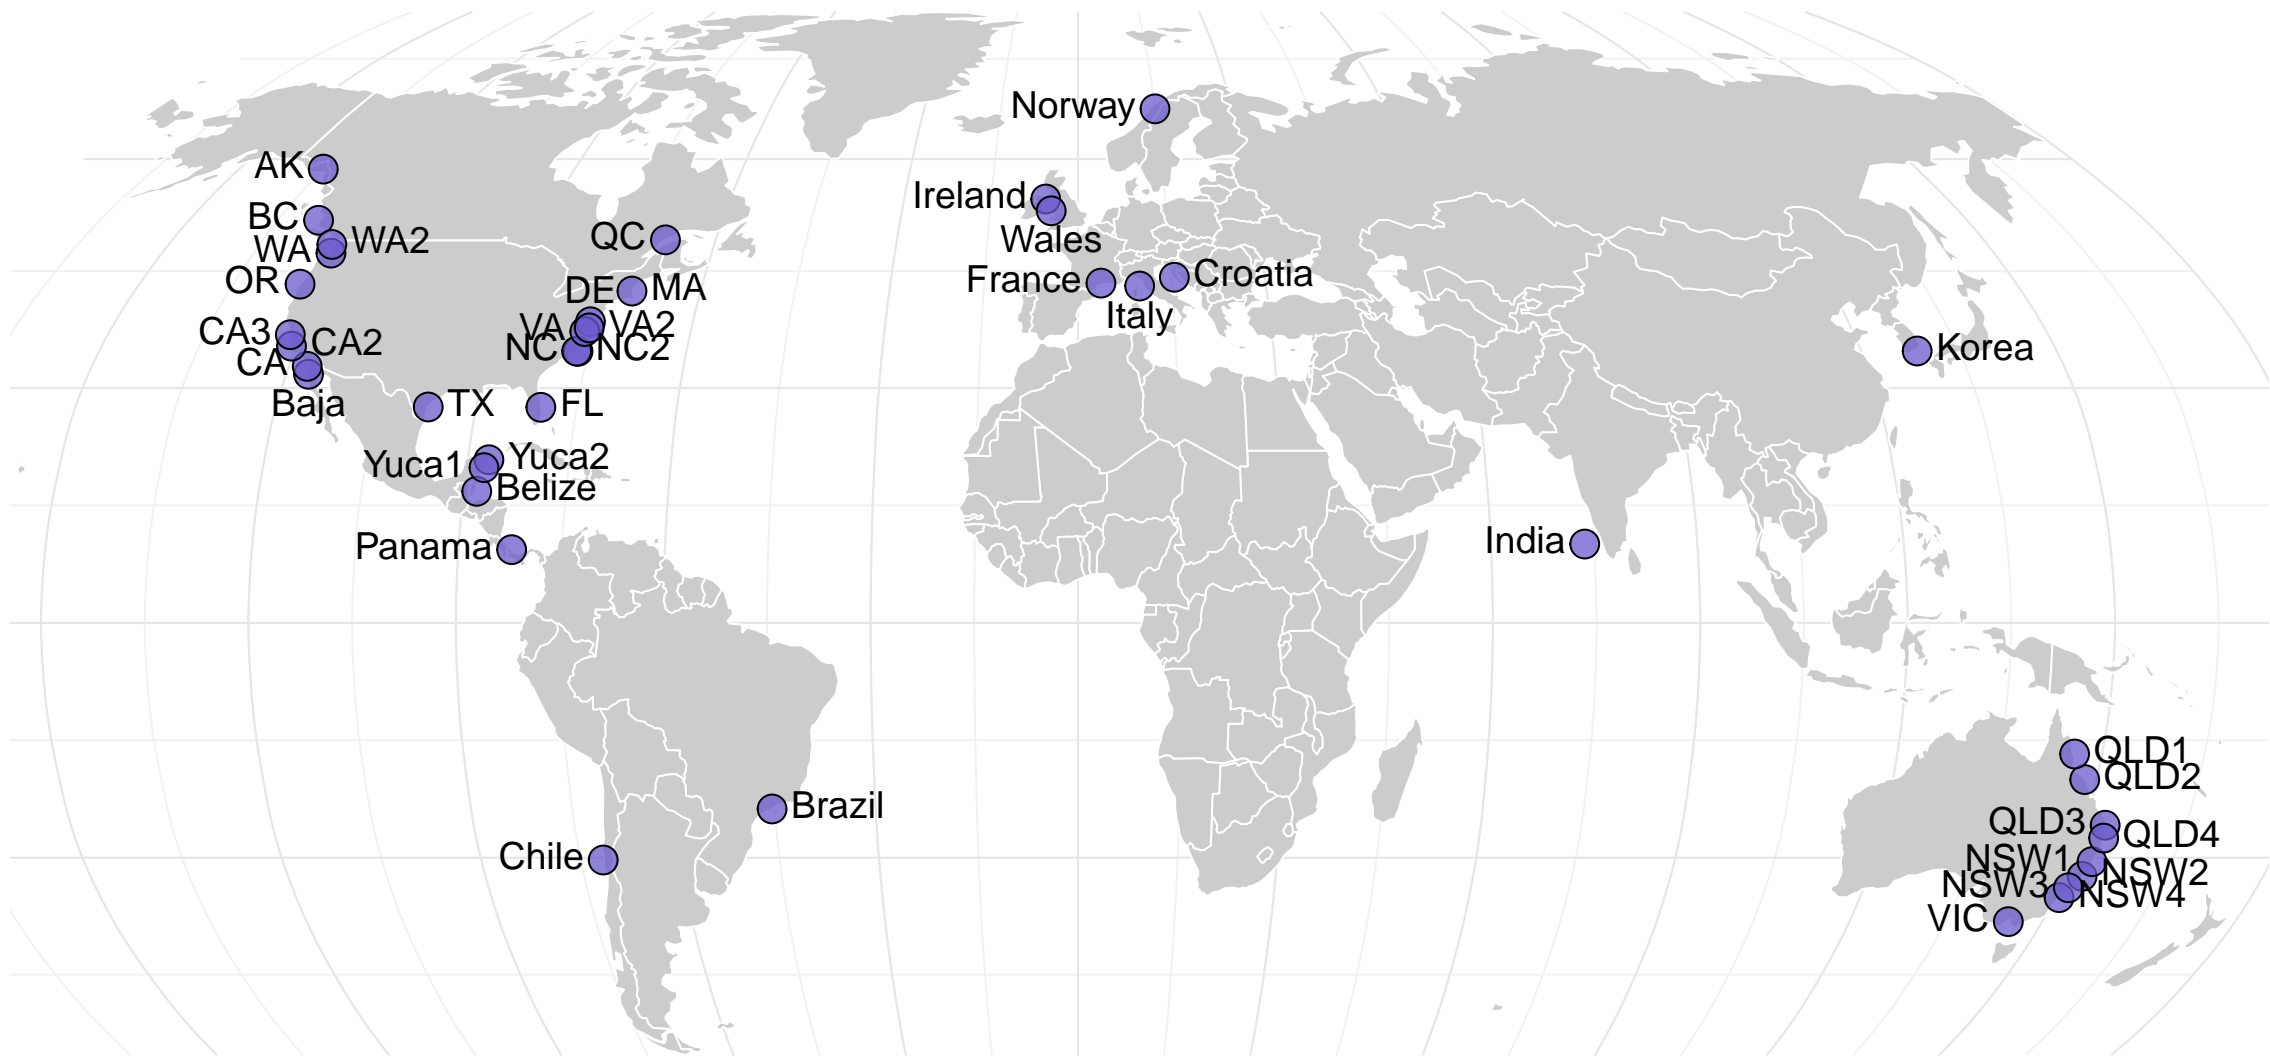 Norway
AK
Ireland
BC
WA2
QC
Wales
WA
OR
France
Croatia
DE
MA
Italy
CA3
VA
VA2
CA2
NC
NC2
Korea
CA
Baja
TX
FL
Yuca1
Yuca2
Belize
Panama
India
QLD1
QLD2
Brazil
QLD3
QLD4
Chile
NSW1
NSW2
NSW3
NSW4
VIC